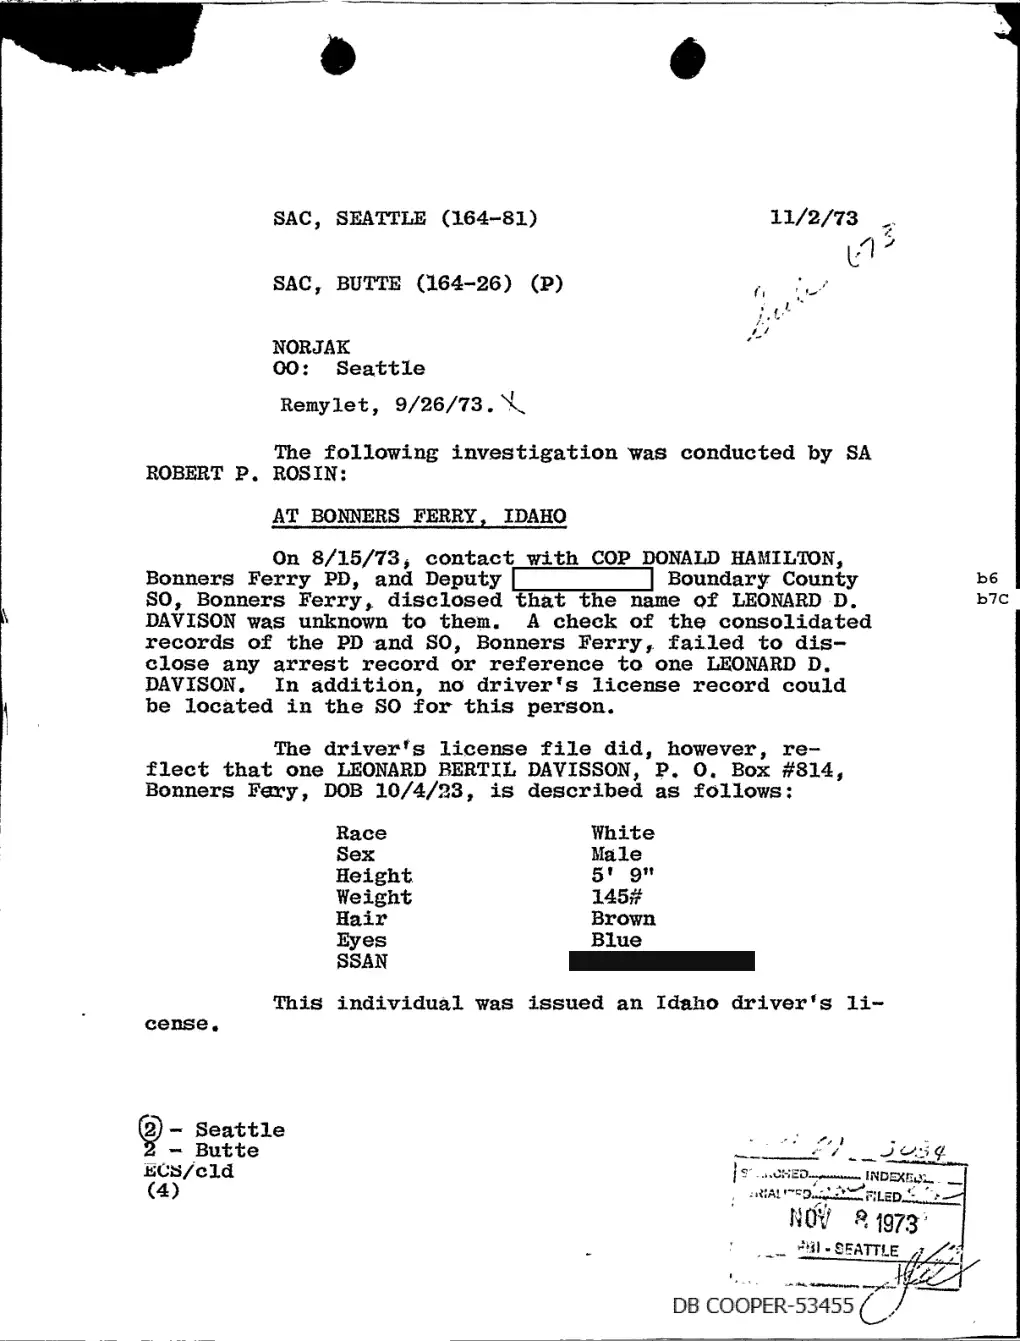 SAC, SEATTLE (164-81) 11/2/73
SAC, BUTTE (164-26) (P)
NORJAK
OO: Seattle
Remylet, 9/26/73.
The following investigation was conducted by SA
ROBERT P. ROSIN:
AT BONNERS FERRY, IDAHO
On 8/15/73, contact with COP DONALD HAMILTON,
Bonners Ferry PD, and Deputy Boundary County b6
SO, Bonners Ferry, disclosed that the name of LEONARD D. b7C
DAVISON was unknown to them. A check of the consolidated
records of the PD and SO, Bonners Ferry, failed to dis-
close any arrest record or reference to one LEONARD D.
DAVISON. In addition, no driver's license record could
be located in the SO for this person.
The driver's license file did, however, re-
flect that one LEONARD BERTIL DAVISSON, P. O. Box #814,
Bonners Fery, DOB 10/4/23, is described as follows:
Race White
Sex Male
Height 5' 9"
Weight 145#
Hair Brown
Eyes Blue
SSAN
This individual was issued an Idaho driver's li-
cense.
2 - Seattle
2 - Butte
ECS/cld
(4)
INDEXED
FILED
NOV 8 1973
FBI - SEATTLE
DB COOPER-53455